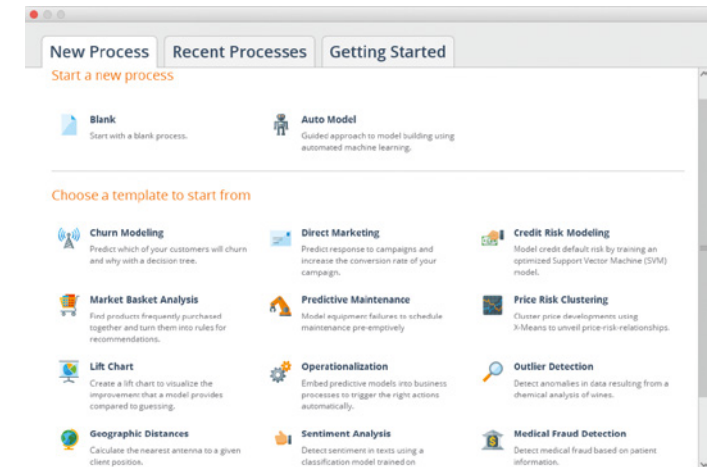 New Process Recent Processes Getting Started
Start a new process
Blank
Start with a blank process.
Auto Model
Guided approach to model building using
automated machine learning.
Choose a template to start from
Churn Modeling
Predict which of your customers will churn
and why with a decision tree.
Direct Marketing
Predict response to campaigns and
increase the conversion rate of your
campaign.
Credit Risk Modeling
Model credit default risk by training an
optimized Support Vector Machine (SVM)
model.
Market Basket Analysis
Find products frequently purchased
together and turn them into rules for
recommendations.
Predictive Maintenance
Model equipment failures to schedule
maintenance pre-emptively
Price Risk Clustering
Cluster price developments using
X-Means to unveil price-risk-relationships.
Lift Chart
Create a lift chart to visualize the
improvement that a model provides
compared to guessing.
Operationalization
Embed predictive models into business
processes to trigger the right actions
automatically.
Outlier Detection
Detect anomalies in data resulting from a
chemical analysis of wines.
Geographic Distances
Calculate the nearest antenna to a given
client position.
Sentiment Analysis
Detect sentiment in texts using a
classification model trained on
Medical Fraud Detection
Detect medical fraud based on patient
information.